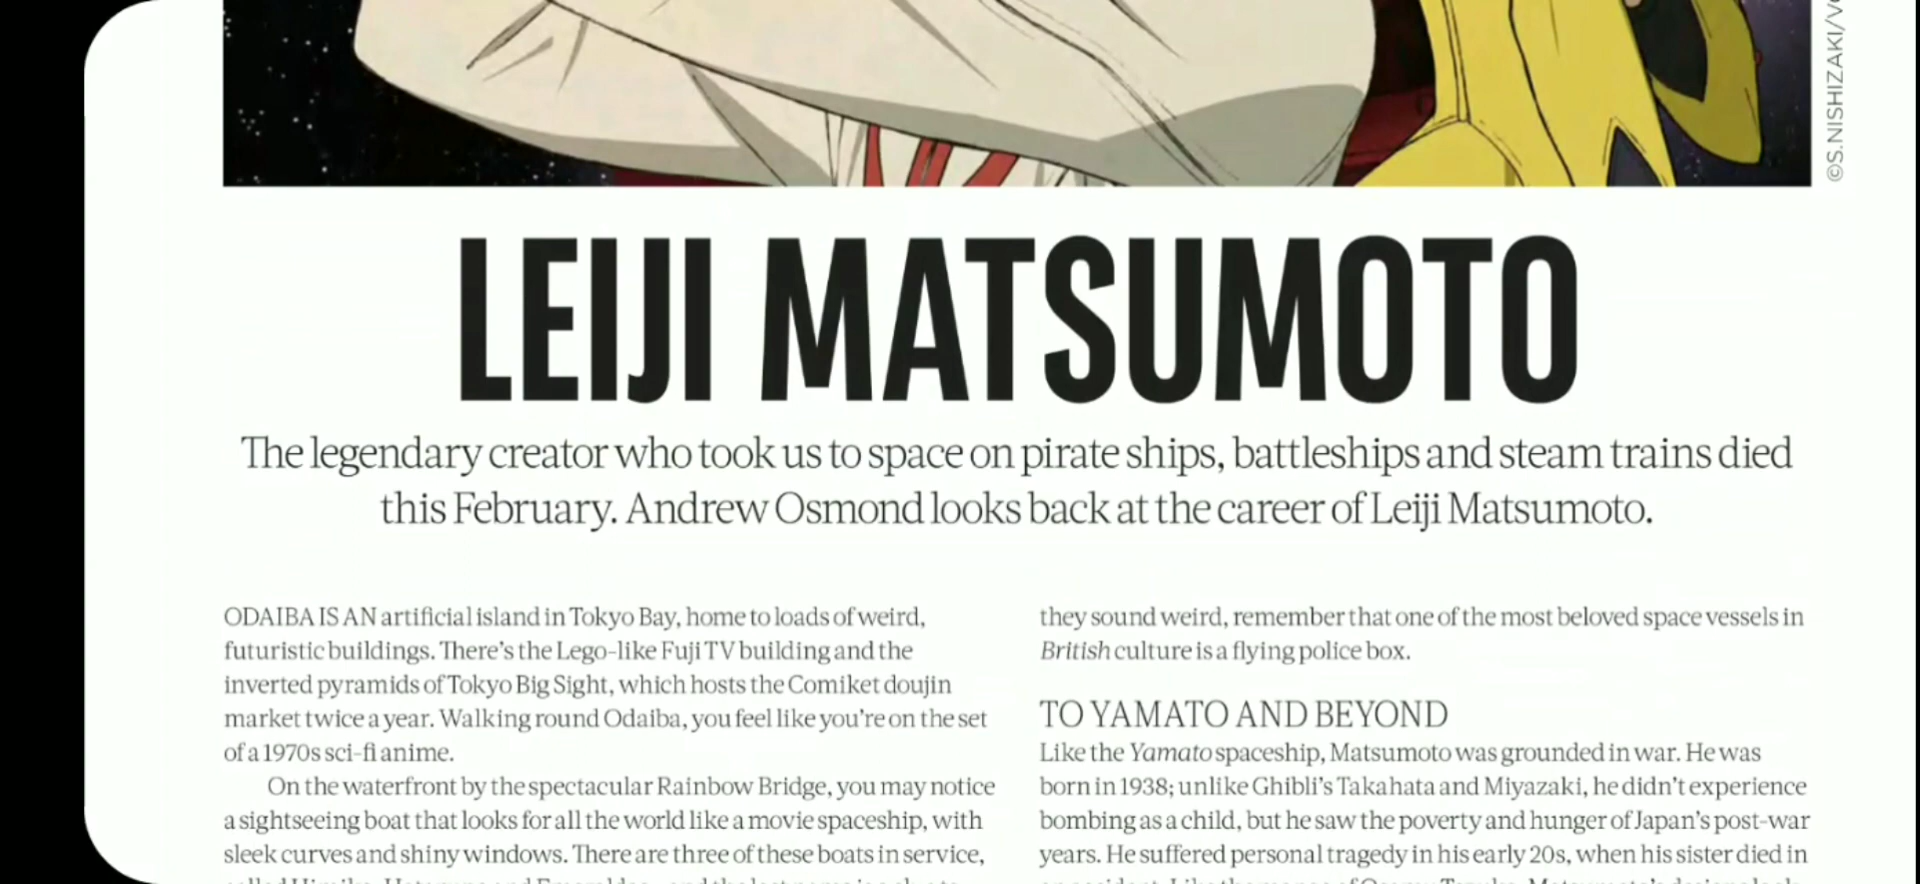 ©S.NISHIZAKI/V
LEIJI MATSUMOTO
The legendary creator who took us to space on pirate ships, battleships and steam trains died
this February. Andrew Osmond looks back at the career of Leiji Matsumoto.
ODAIBA IS AN artificial island in Tokyo Bay, home to loads of weird,
futuristic buildings. There's the Lego-like Fuji TV building and the
inverted pyramids of Tokyo Big Sight, which hosts the Comiket doujin
market twice a year. Walking round Odaiba, you feel like you're on the set
of a 1970s sci-fi anime.
On the waterfront by the spectacular Rainbow Bridge, you may notice
a sightseeing boat that looks for all the world like a movie spaceship, with
sleek curves and shiny windows. There are three of these boats in service,
they sound weird, remember that one of the most beloved space vessels in
British culture is a flying police box.
TO YAMATO AND BEYOND
Like the Yamato spaceship, Matsumoto was grounded in war. He was
born in 1938; unlike Ghibli's Takahata and Miyazaki, he didn't experience
bombing as a child, but he saw the poverty and hunger of Japan's post-war
years. He suffered personal tragedy in his early 20s, when his sister died in